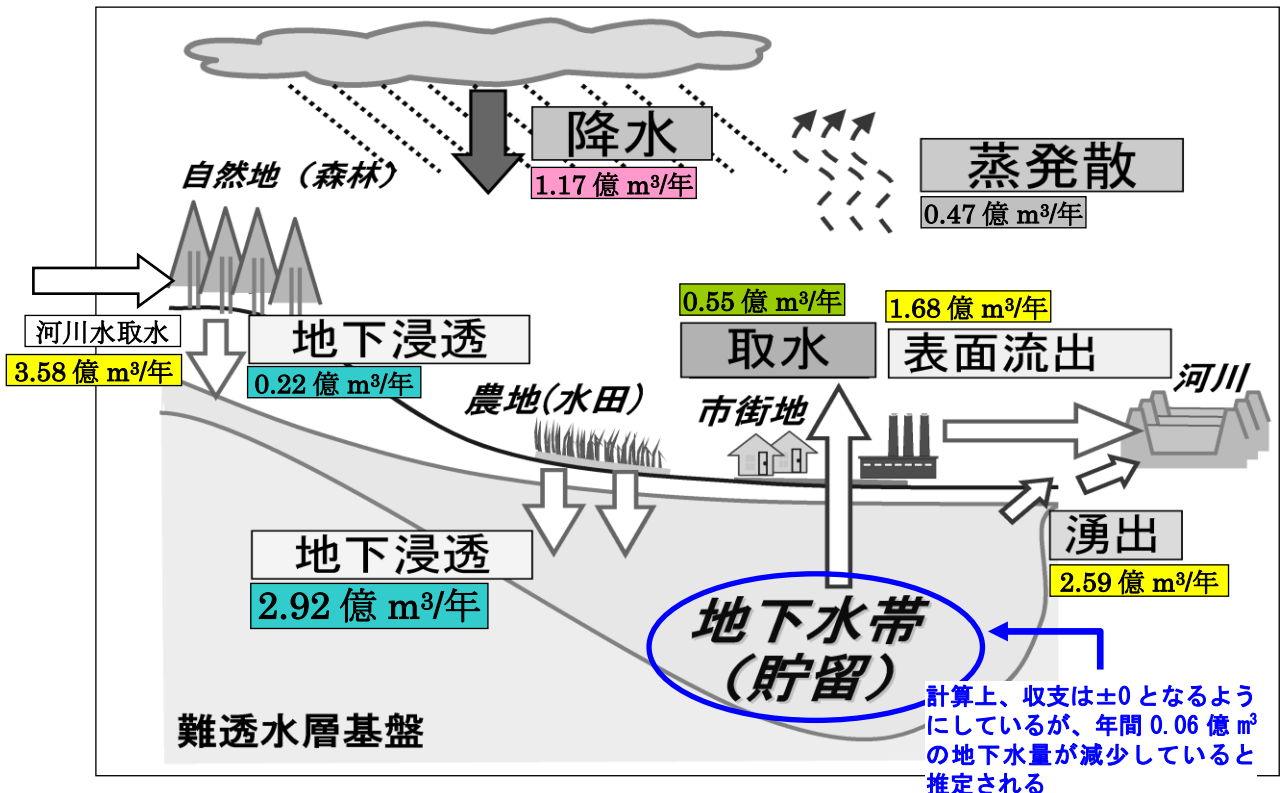 降水
1.17 億 m³/年
蒸発散
0.47 億 m³/年
自然地（森林）
河川水取水
3.58 億 m³/年
地下浸透
0.22 億 m³/年
0.55 億 m³/年
取水
1.68 億 m³/年
表面流出
河川
農地(水田)
市街地
地下浸透
2.92 億 m³/年
湧出
2.59 億 m³/年
地下水帯
（貯留）
難透水層基盤
計算上、収支は±0 となるよう
にしているが、年間 0.06 億 m³
の地下水量が減少していると
推定される